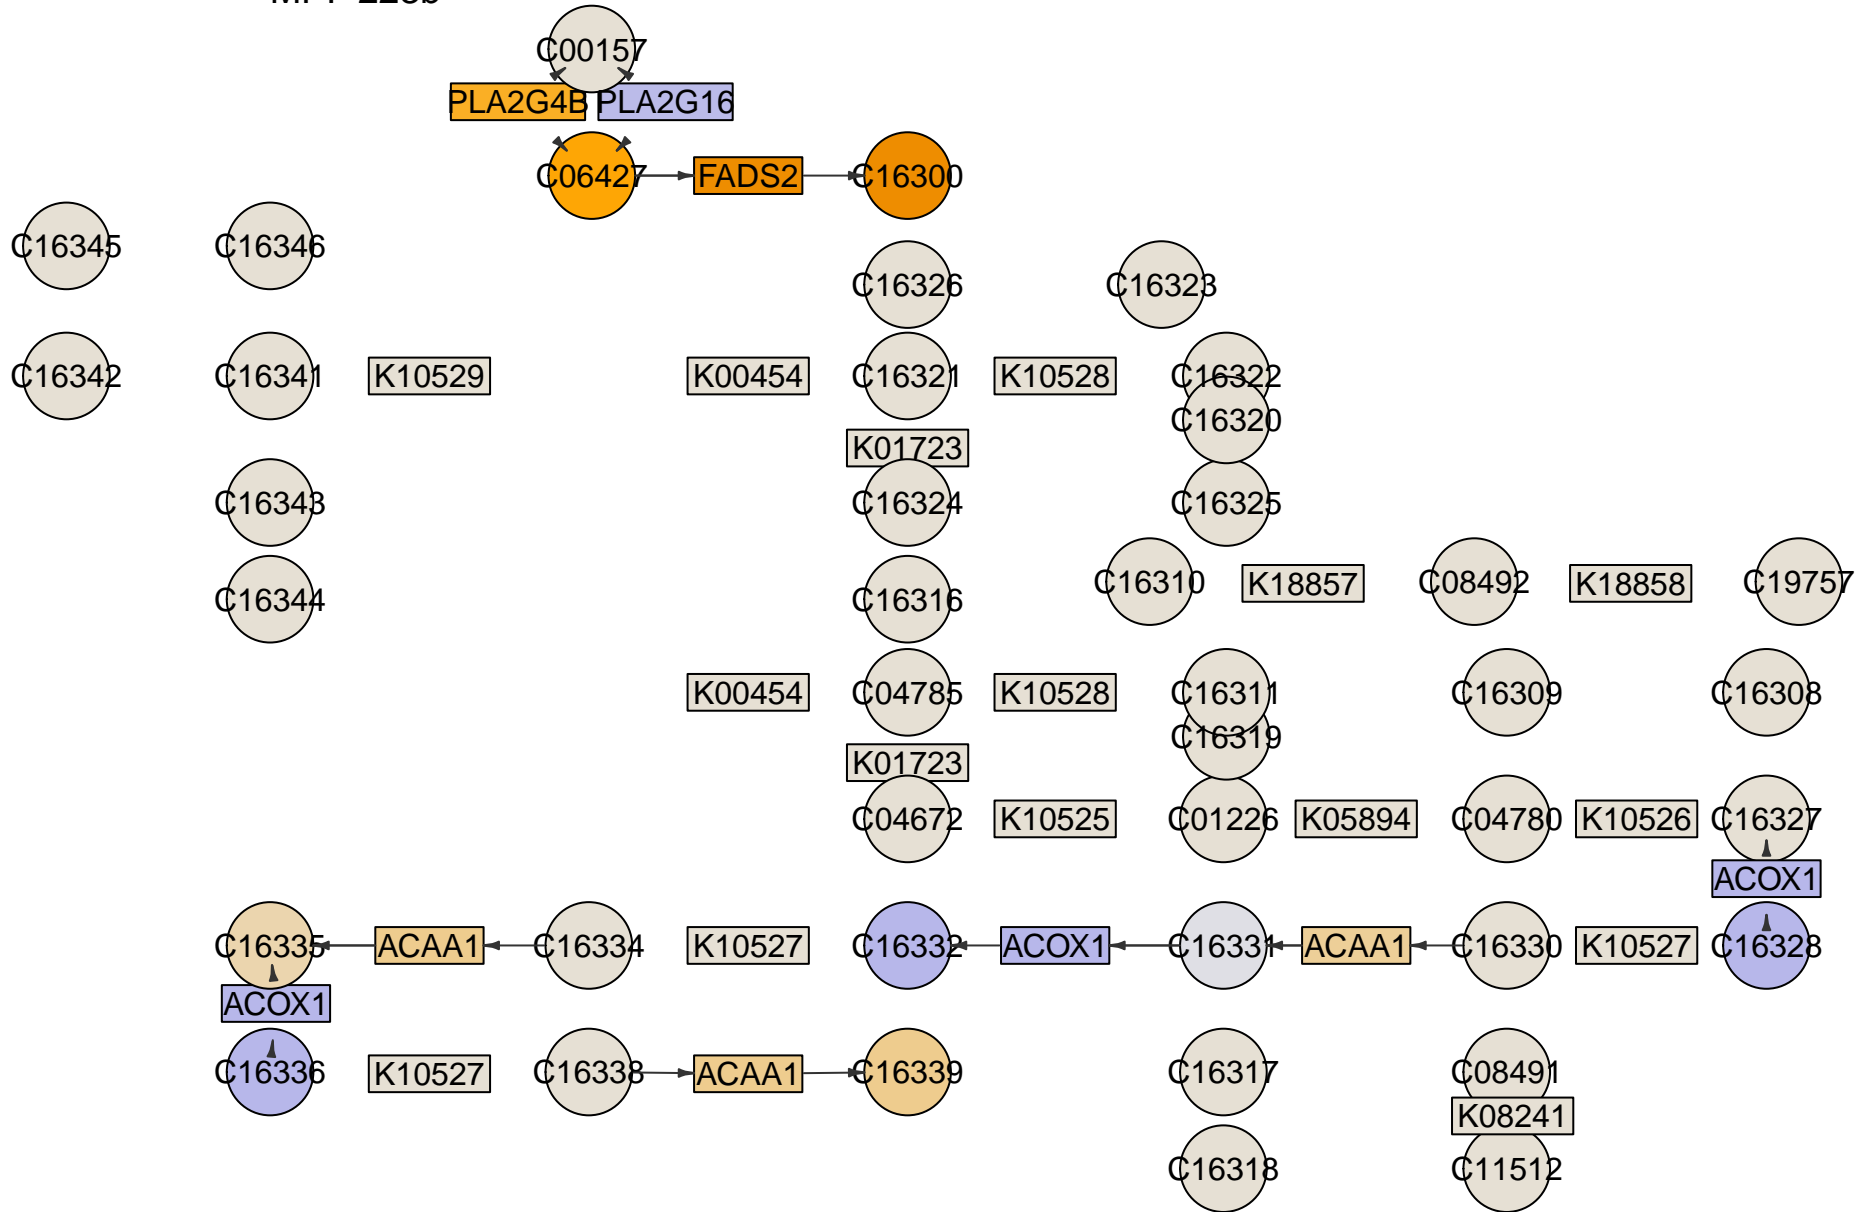 C00157
PLA2G4B PLA2G16
C06427 FADS2 C16300
C16345 C16346
C16326 C16323
C16342 C16341 K10529 K00454 C16321 K10528 C16322
C16320
K01723
C16343 C16324 C16325
C16310 K18857 C08492 K18858 C19757
C16344 C16316
K00454 C04785 K10528 C16311 C16309 C16308
C16319
K01723
C04672 K10525 C01226 K05894 C04780 K10526 C16327
ACOX1
C16335 ACAA1 C16334 K10527 C16332 ACOX1 C16331 ACAA1 C16330 K10527 C16328
ACOX1
C16336 K10527 C16338 ACAA1 C16339 C16317 C08491
K08241
C16318 C11512